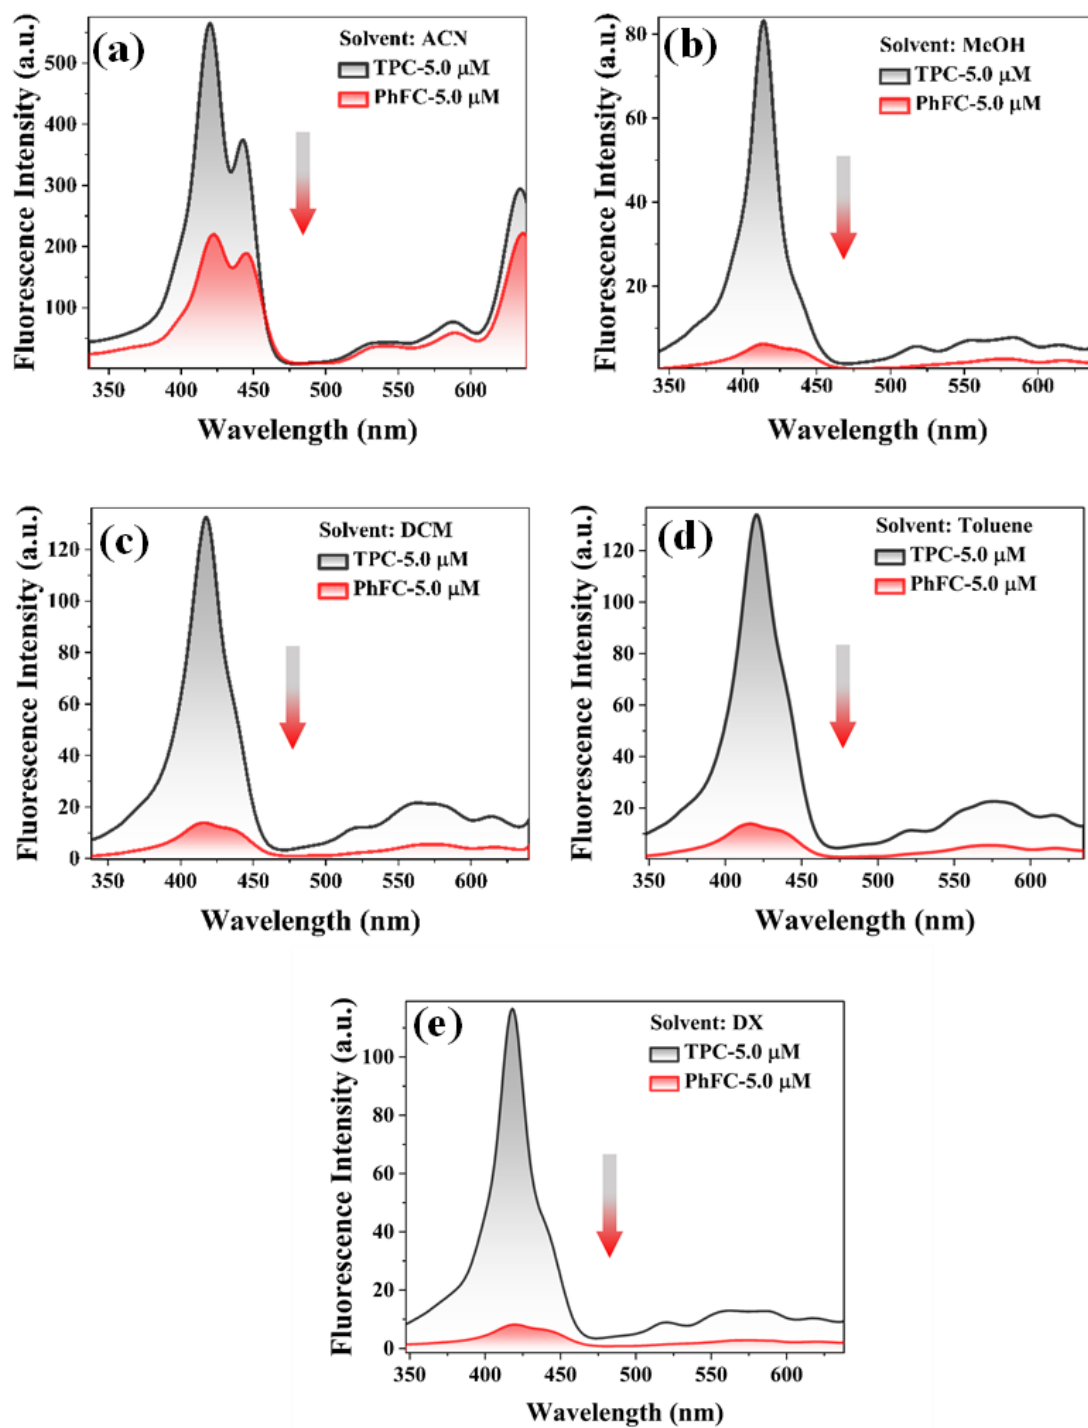 (a)
Solvent: ACN
TPC-5.0 μM
PhFC-5.0 μM
Fluorescence Intensity (a.u.)
500
400
300
200
100
350 400 450 500 550 600
Wavelength (nm)
(b)
Solvent: MeOH
TPC-5.0 μM
PhFC-5.0 μM
Fluorescence Intensity (a.u.)
80
60
40
20
350 400 450 500 550 600
Wavelength (nm)
(c)
Solvent: DCM
TPC-5.0 μM
PhFC-5.0 μM
Fluorescence Intensity (a.u.)
120
100
80
60
40
20
0
350 400 450 500 550 600
Wavelength (nm)
(d)
Solvent: Toluene
TPC-5.0 μM
PhFC-5.0 μM
Fluorescence Intensity (a.u.)
120
100
80
60
40
20
350 400 450 500 550 600
Wavelength (nm)
(e)
Solvent: DX
TPC-5.0 μM
PhFC-5.0 μM
Fluorescence Intensity (a.u.)
100
80
60
40
20
0
350 400 450 500 550 600
Wavelength (nm)